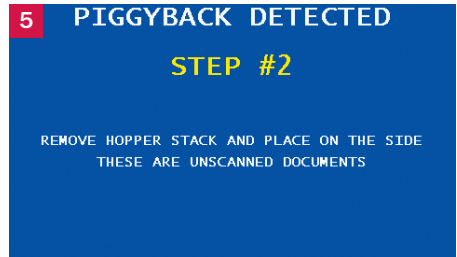 5
PIGGYBACK DETECTED
STEP #2
REMOVE HOPPER STACK AND PLACE ON THE SIDE
THESE ARE UNSCANNED DOCUMENTS